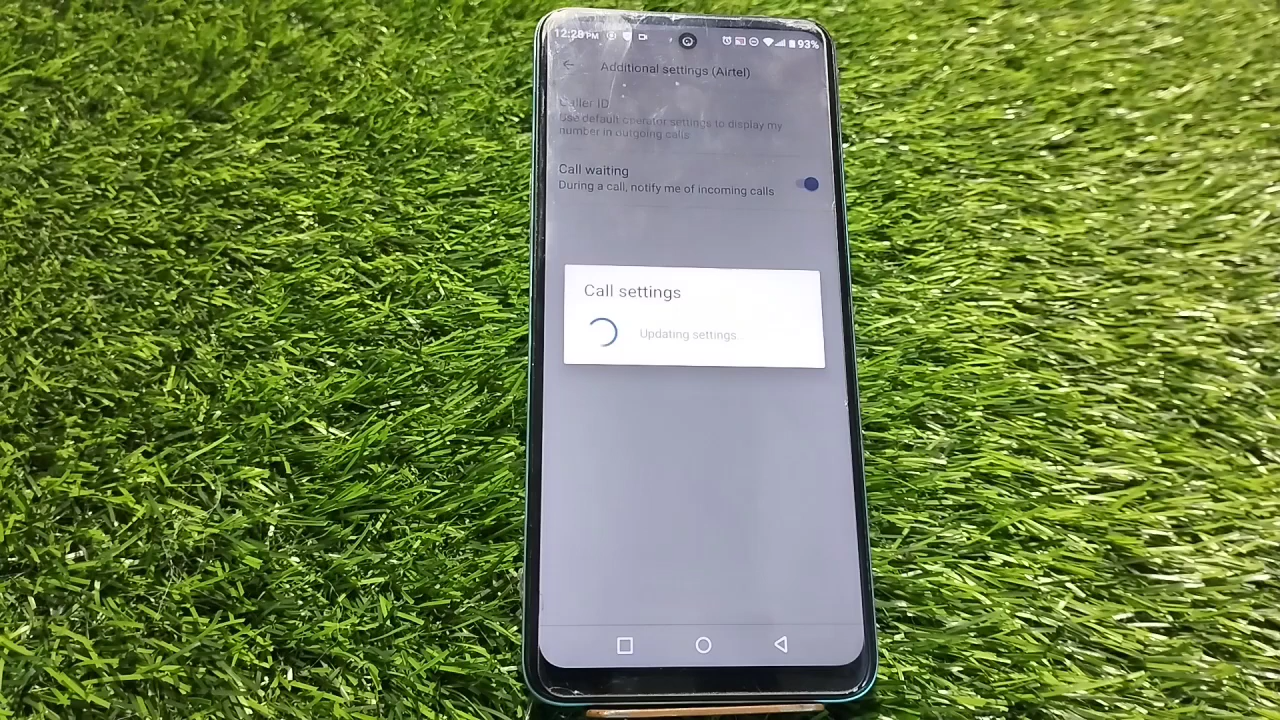 12:28 PM
93%
Additional settings (Airtel)
Caller ID
Use default operator settings to display my
number in outgoing calls
Call waiting
During a call, notify me of incoming calls
Call settings
Updating settings...